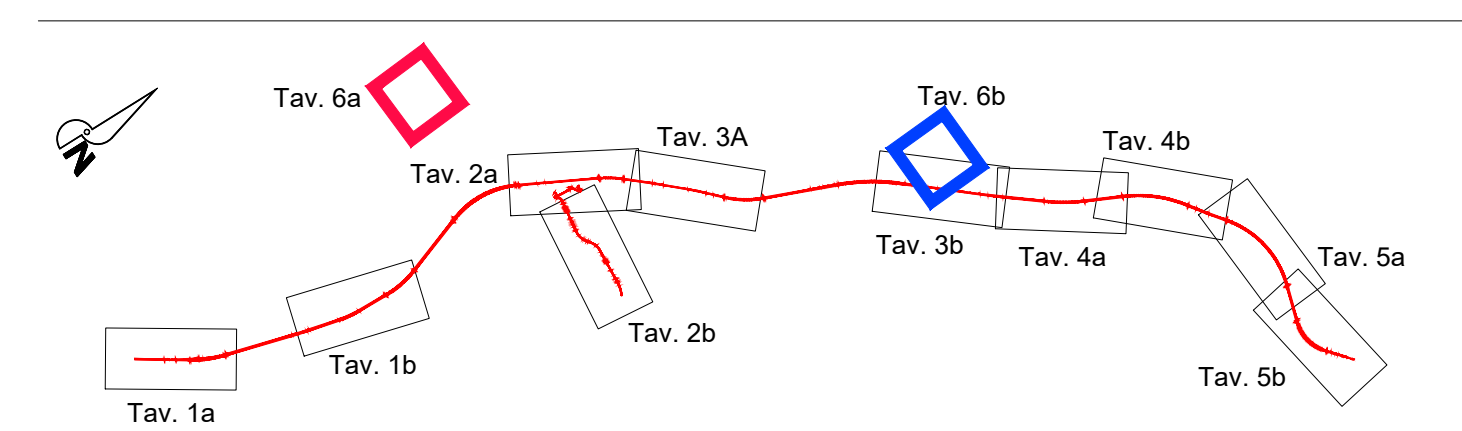 Tav. 6a
Tav. 6b
Tav. 3A
Tav. 4b
N
Tav. 2a
Tav. 3b
Tav. 4a
Tav. 5a
Tav. 2b
Tav. 1b
Tav. 5b
Tav. 1a